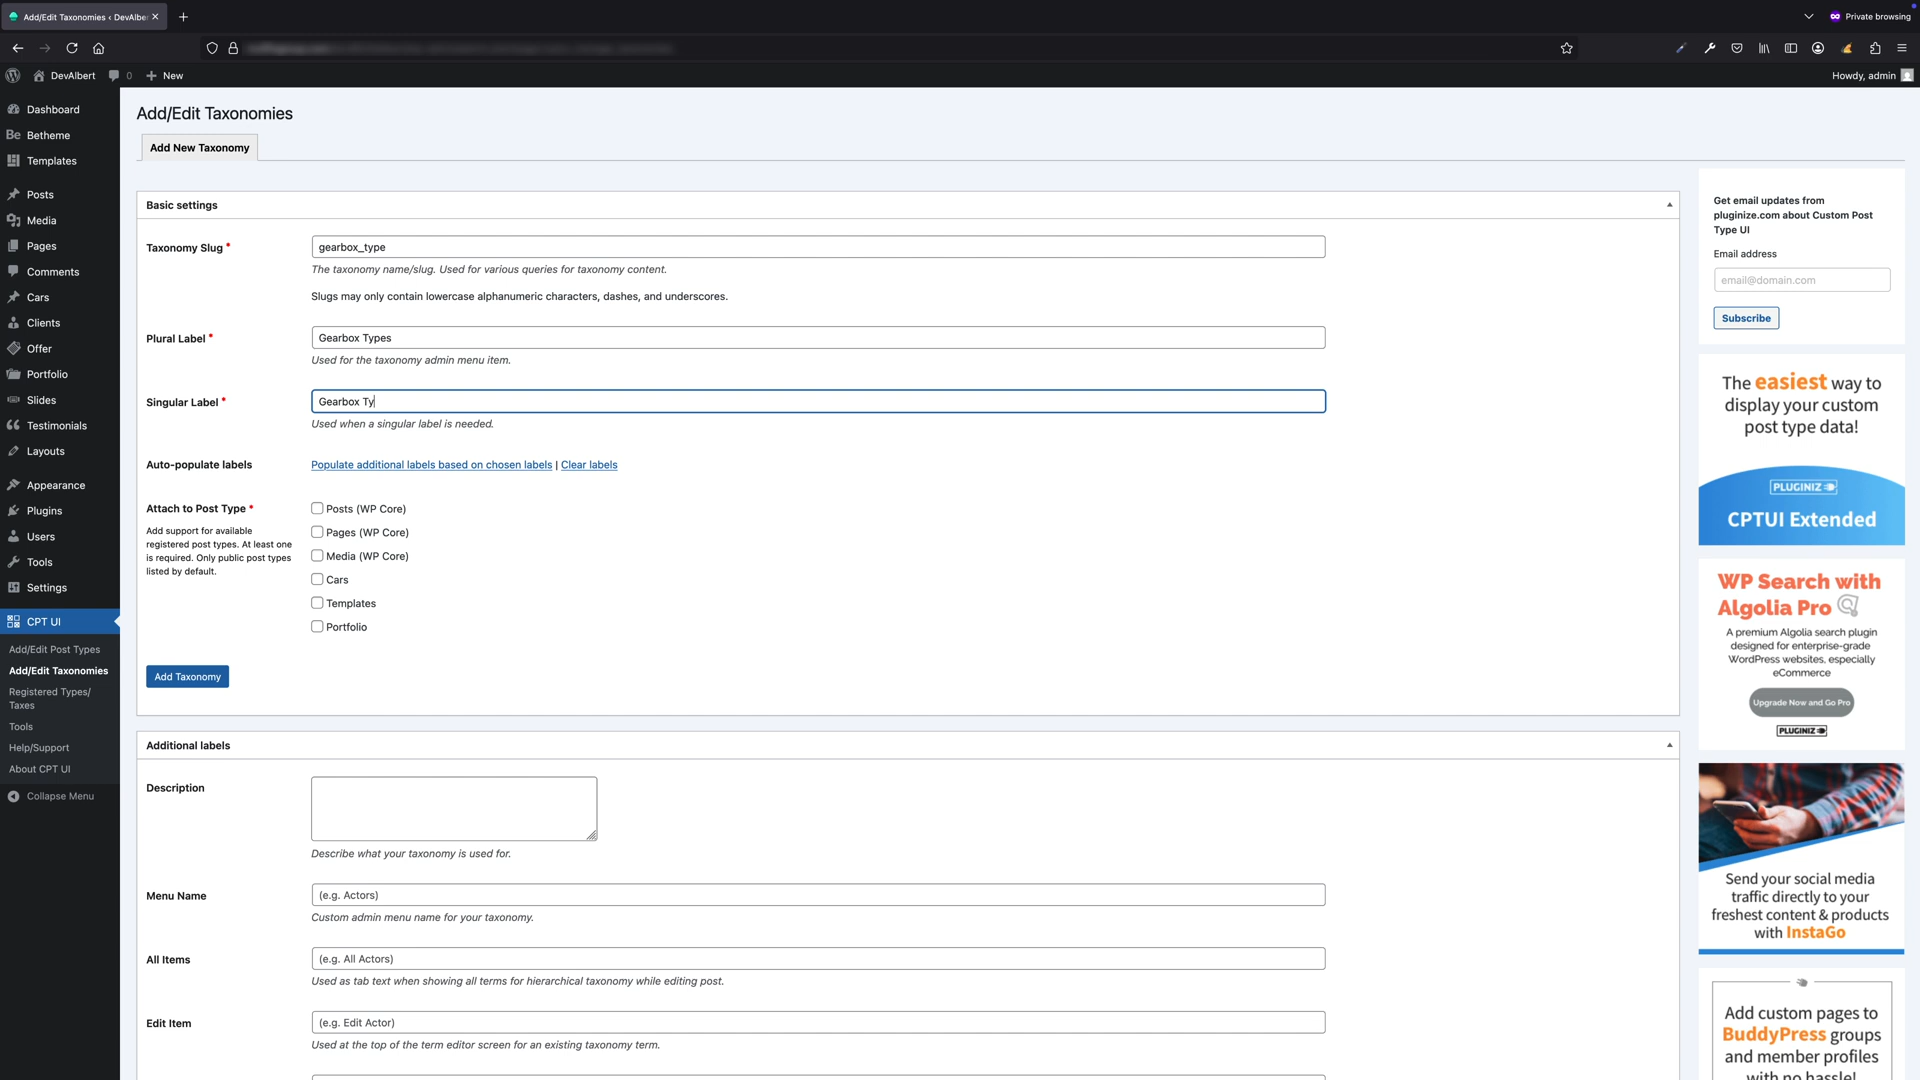 Add/Edit Taxonomies ‹ DevAlber
Private browsing
DevAlbert
0
New
Howdy, admin
Dashboard
Be Betheme
Templates
Posts
Media
Pages
Comments
Cars
Clients
Offer
Portfolio
Slides
Testimonials
Layouts
Appearance
Plugins
Users
Tools
Settings
CPT UI
Add/Edit Post Types
Add/Edit Taxonomies
Registered Types/
Taxes
Tools
Help/Support
About CPT UI
Collapse Menu
Add/Edit Taxonomies
Add New Taxonomy
Basic settings
Taxonomy Slug *
gearbox_type
The taxonomy name/slug. Used for various queries for taxonomy content.
Slugs may only contain lowercase alphanumeric characters, dashes, and underscores.
Plural Label *
Gearbox Types
Used for the taxonomy admin menu item.
Singular Label *
Gearbox Ty
Used when a singular label is needed.
Auto-populate labels
Populate additional labels based on chosen labels | Clear labels
Attach to Post Type *
Add support for available
registered post types. At least one
is required. Only public post types
listed by default.
Posts (WP Core)
Pages (WP Core)
Media (WP Core)
Cars
Templates
Portfolio
Add Taxonomy
Additional labels
Description
Describe what your taxonomy is used for.
Menu Name
(e.g. Actors)
Custom admin menu name for your taxonomy.
All Items
(e.g. All Actors)
Used as tab text when showing all terms for hierarchical taxonomy while editing post.
Edit Item
(e.g. Edit Actor)
Used at the top of the term editor screen for an existing taxonomy term.
Get email updates from
pluginize.com about Custom Post
Type UI
Email address
email@domain.com
Subscribe
The easiest way to
display your custom
post type data!
PLUGINIZE
CPTUI Extended
WP Search with
Algolia Pro
A premium Algolia search plugin
designed for enterprise-grade
WordPress websites, especially
eCommerce
Upgrade Now and Go Pro
PLUGINIZE
Send your social media
traffic directly to your
freshest content & products
with InstaGo
Add custom pages to
BuddyPress groups
and member profiles
with no hassle!